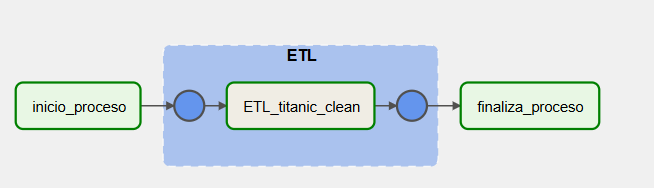 ETL
inicio_proceso
ETL_titanic_clean
finaliza_proceso